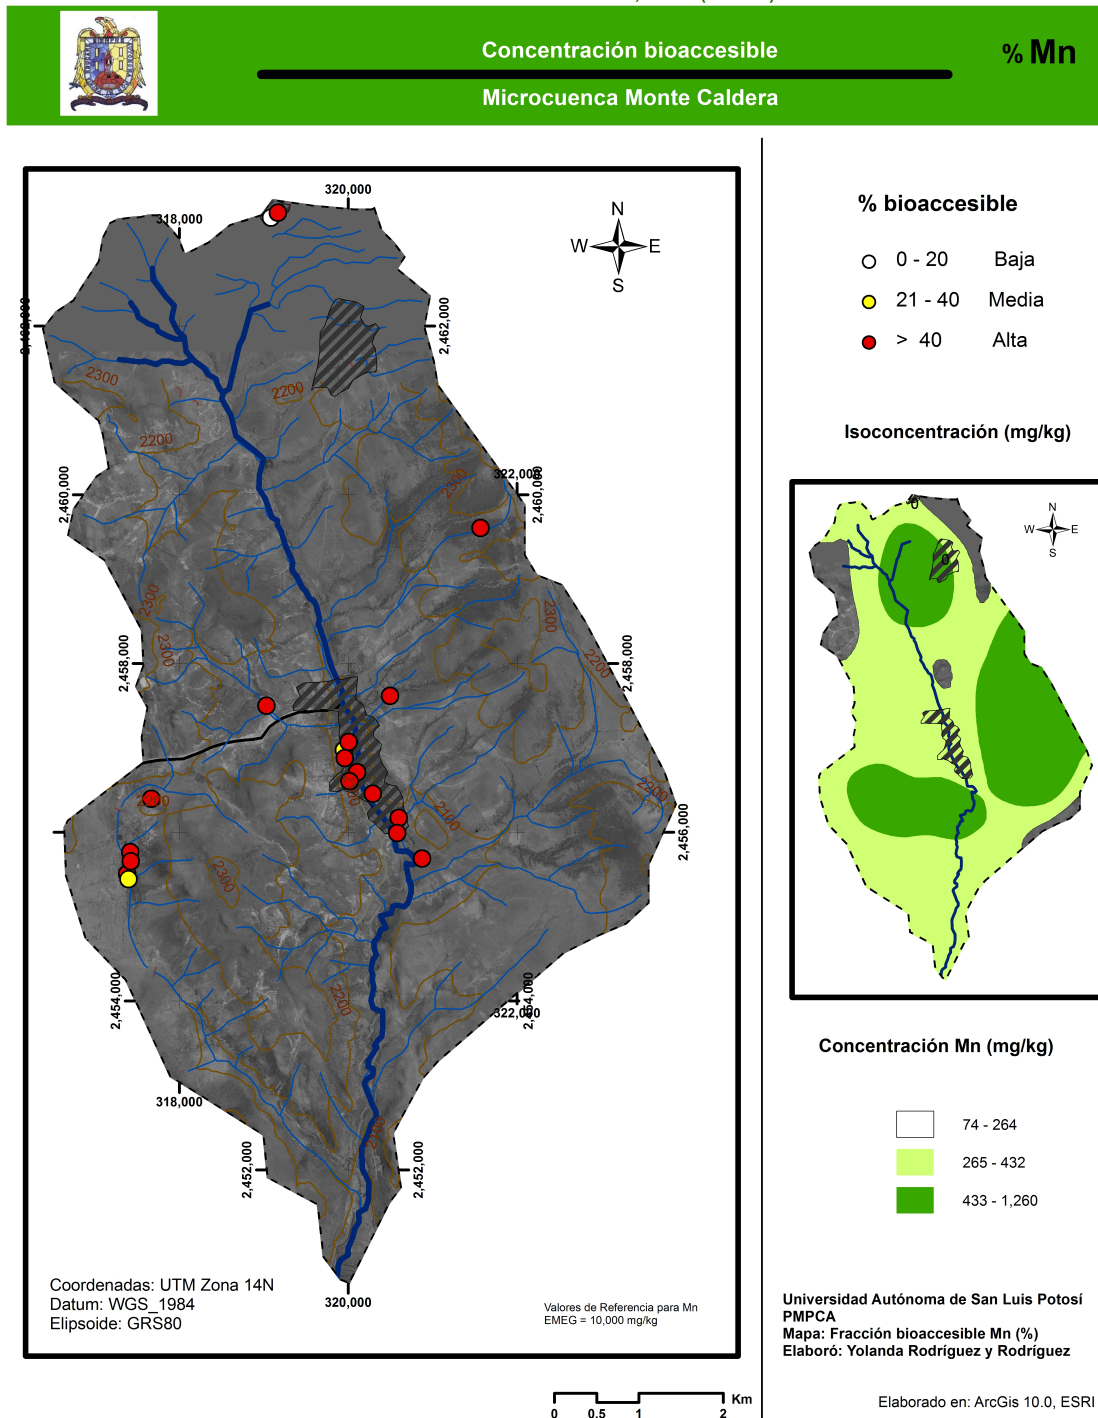 Concentración bioaccesible
% Mn
Microcuenca Monte Caldera
320,000
318,000
N
W E
S
2,462,000
2300
2200
2200
2,460,000
322,000
2300
2,460,000
2300
2300
2300
2200
2,458,000
2,458,000
2200
2100
2200
2,456,000
2300
2200
2,454,000
322,000
2,454,000
318,000
2,452,000
2,452,000
320,000
Coordenadas: UTM Zona 14N
Datum: WGS_1984
Elipsoide: GRS80
Valores de Referencia para Mn
EMEG = 10,000 mg/kg
0 0.5 1 2 Km
% bioaccesible
0 - 20 Baja
21 - 40 Media
> 40 Alta
Isoconcentración (mg/kg)
0
N
W E
S
0
Concentración Mn (mg/kg)
74 - 264
265 - 432
433 - 1,260
Universidad Autónoma de San Luis Potosí
PMPCA
Mapa: Fracción bioaccesible Mn (%)
Elaboró: Yolanda Rodríguez y Rodríguez
Elaborado en: ArcGis 10.0, ESRI